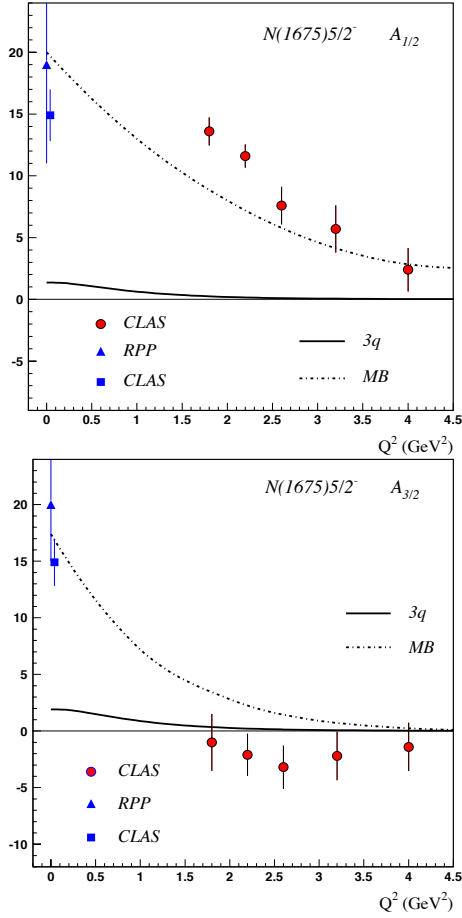 N(1675)5/2⁻ A1/2
20
15
10
5
0
-5
CLAS
RPP
CLAS
3q
MB
0 0.5 1 1.5 2 2.5 3 3.5 4 4.5
Q² (GeV²)
N(1675)5/2⁻ A3/2
20
15
10
5
0
-5
-10
3q
MB
CLAS
RPP
CLAS
0 0.5 1 1.5 2 2.5 3 3.5 4 4.5
Q² (GeV²)